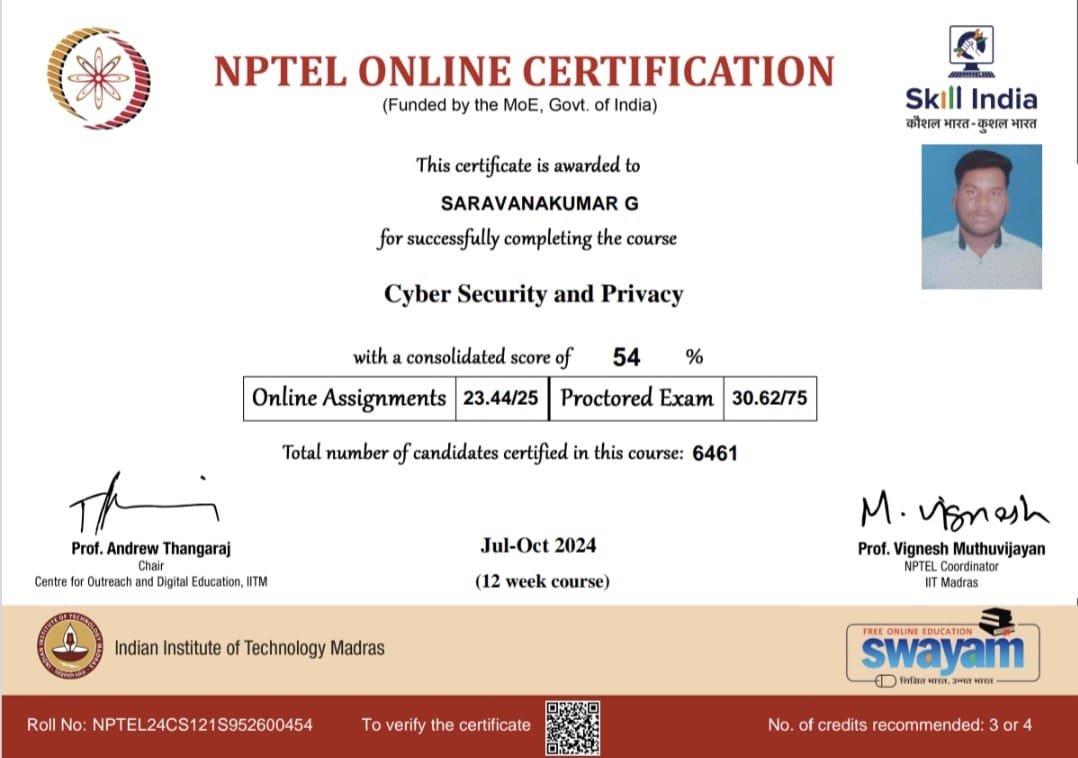 NPTEL ONLINE CERTIFICATION
(Funded by the MoE, Govt. of India)
Skill India
कौशल भारत - कुशल भारत
This certificate is awarded to
SARAVANAKUMAR G
for successfully completing the course
Cyber Security and Privacy
with a consolidated score of 54 %
Online Assignments 23.44/25 Proctored Exam 30.62/75
Total number of candidates certified in this course: 6461
M. Vignesh
Prof. Andrew Thangaraj
Chair
Centre for Outreach and Digital Education, IITM
Jul-Oct 2024
(12 week course)
Prof. Vignesh Muthuvijayan
NPTEL Coordinator
IIT Madras
Indian Institute of Technology Madras
FREE ONLINE EDUCATION
swayam
शिक्षित भारत, उन्नत भारत
Roll No: NPTEL24CS121S952600454
To verify the certificate
No. of credits recommended: 3 or 4